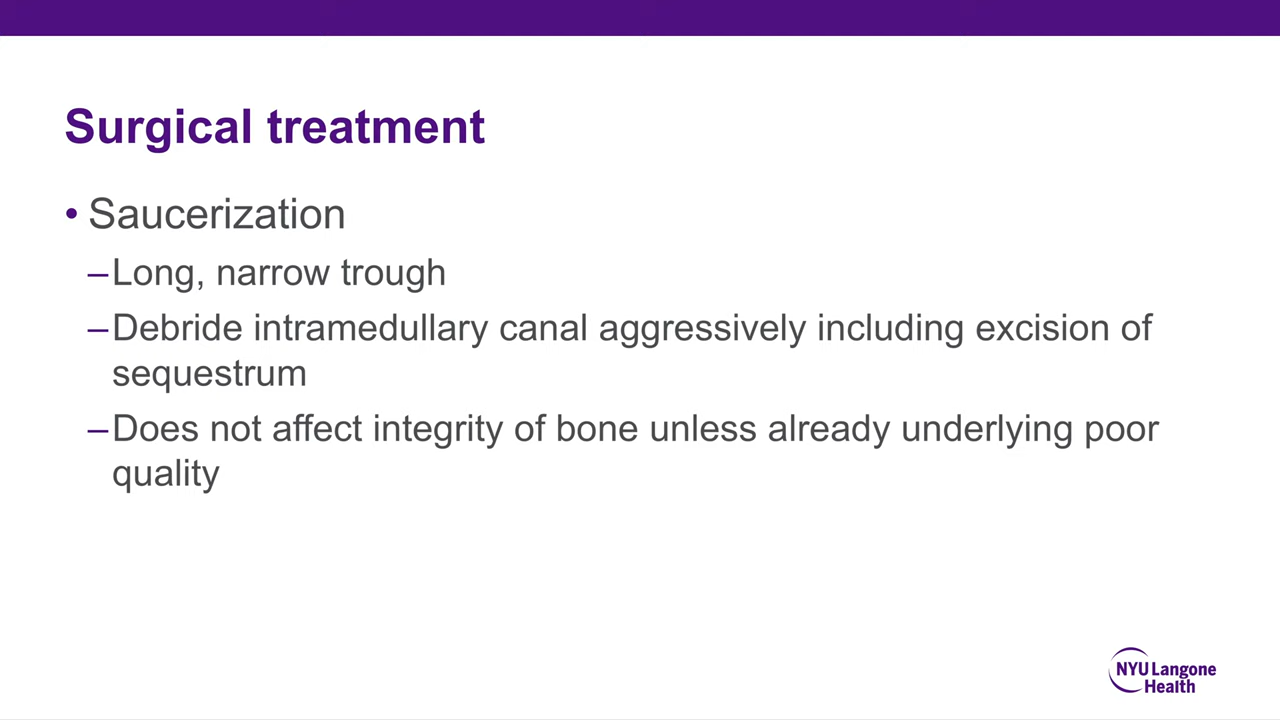 Surgical treatment
• Saucerization
–Long, narrow trough
–Debride intramedullary canal aggressively including excision of
sequestrum
–Does not affect integrity of bone unless already underlying poor
quality
NYU Langone
Health